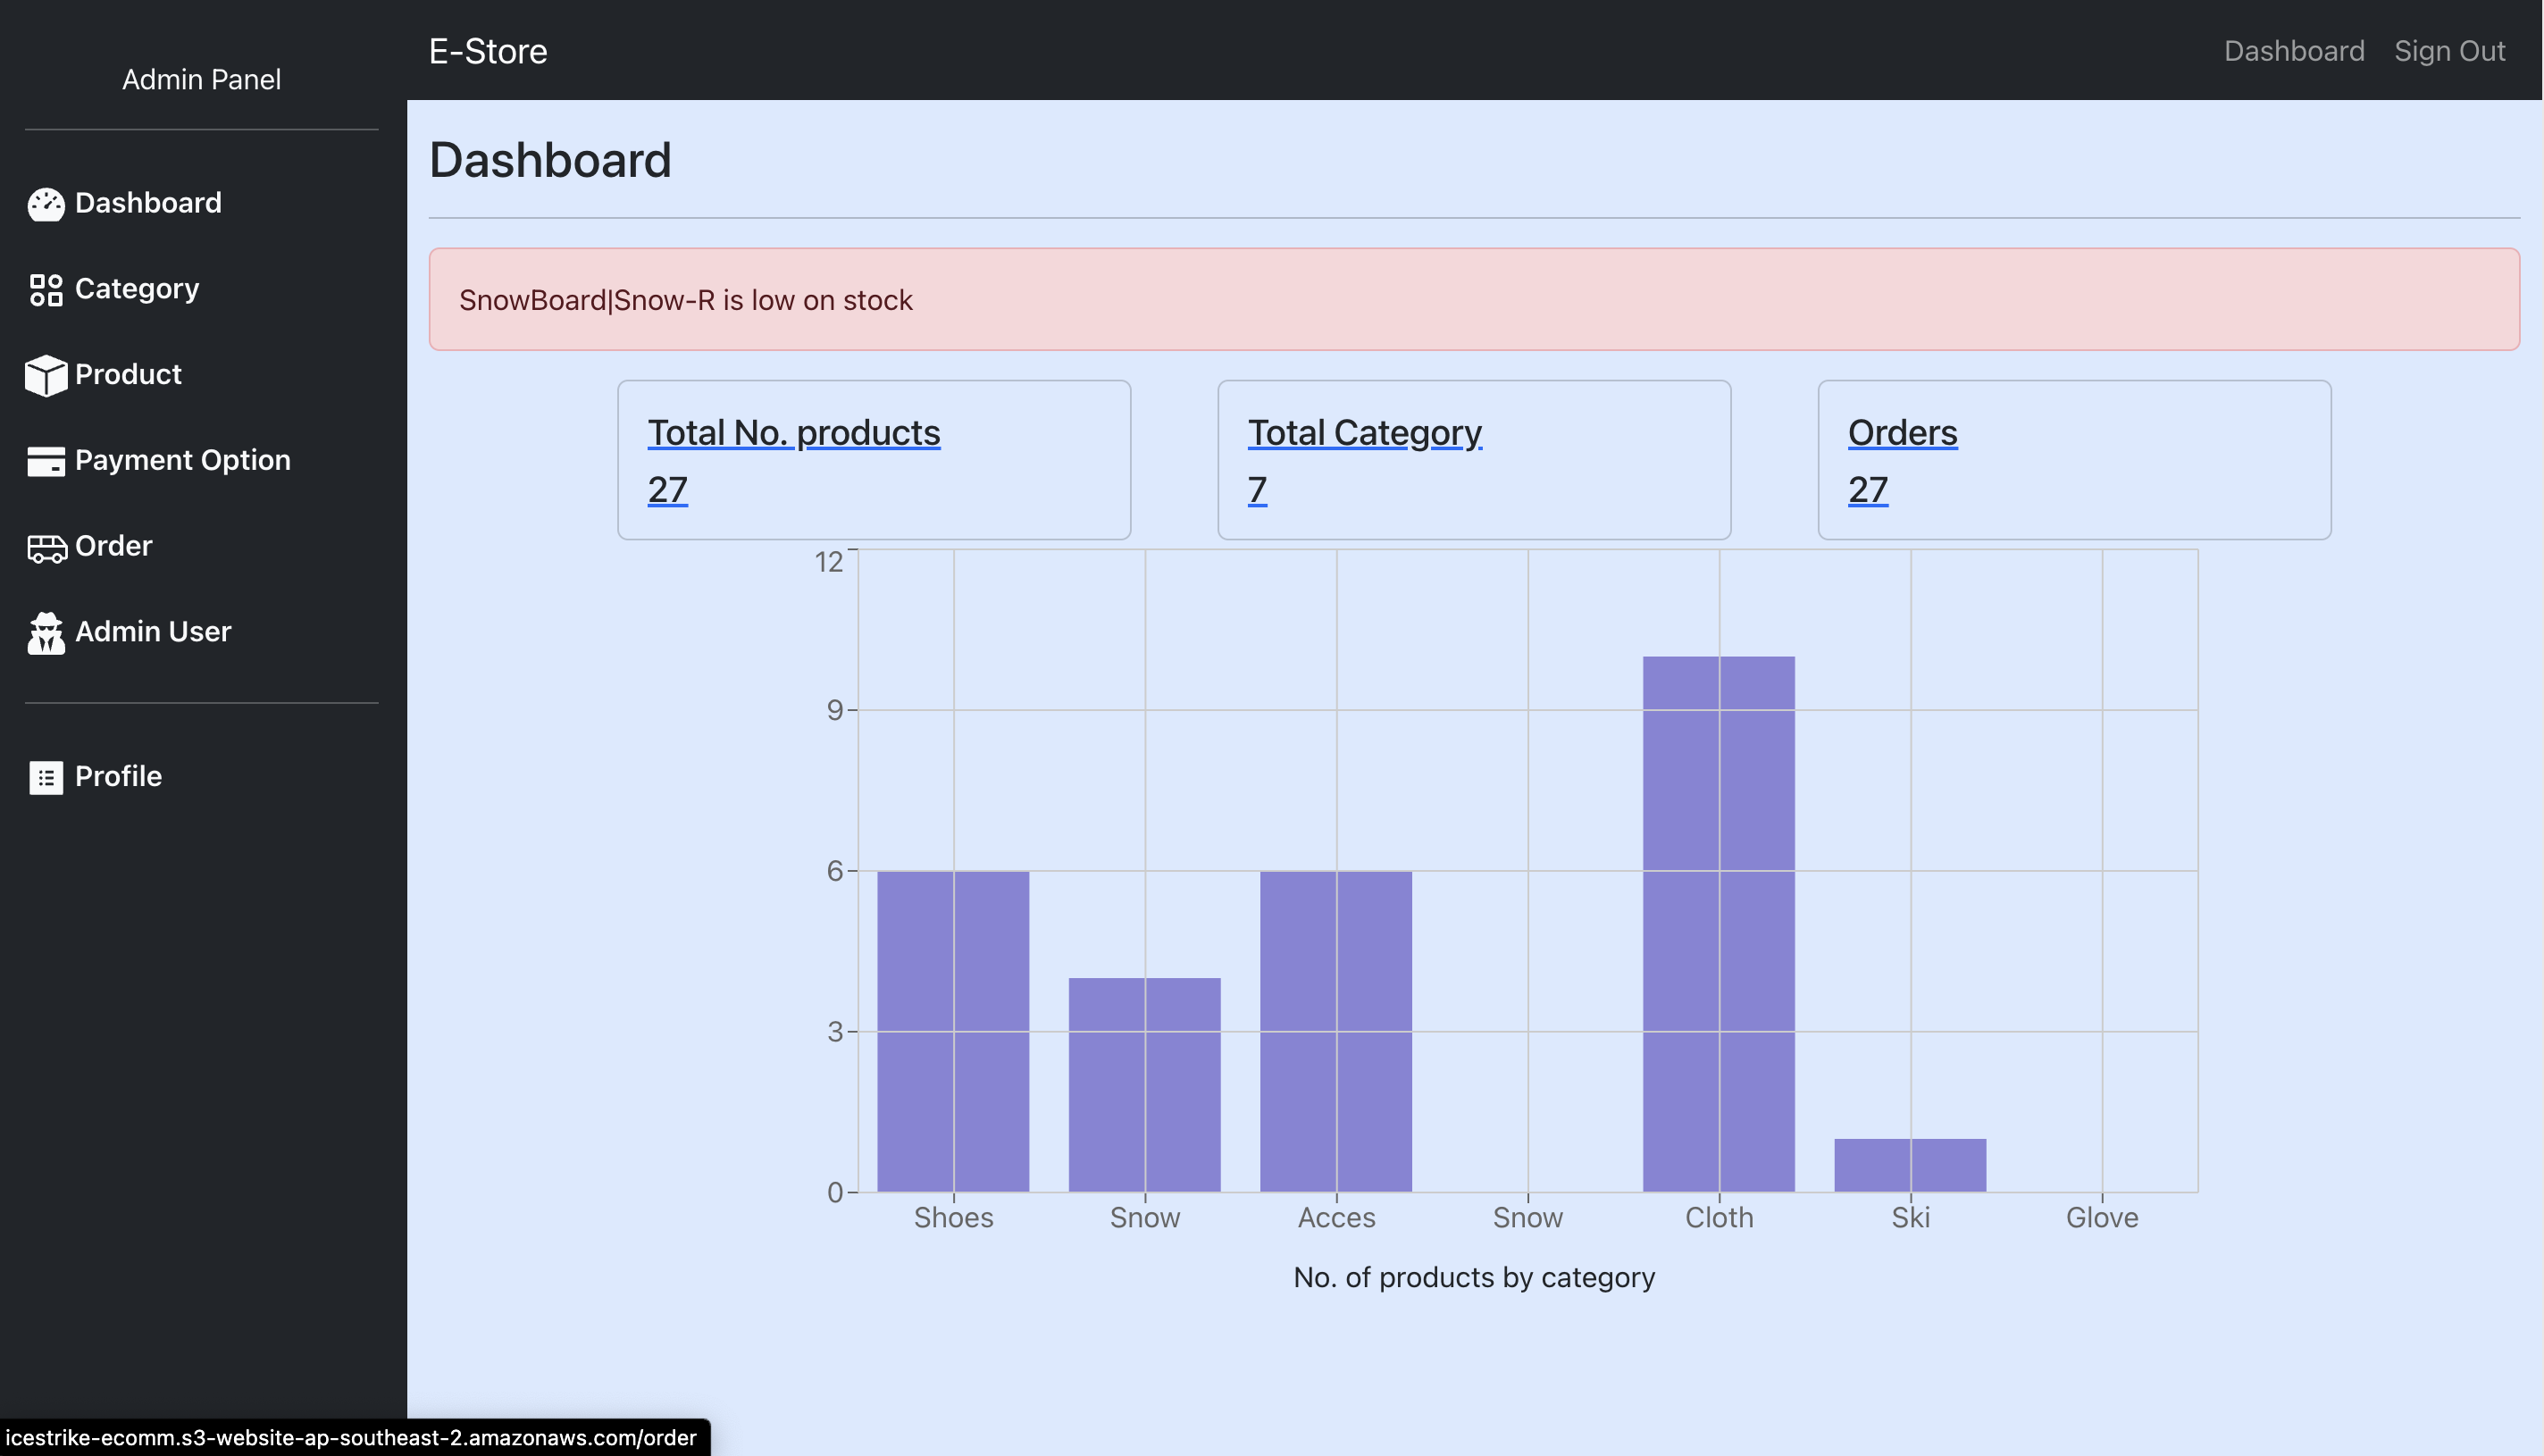 Admin Panel
Dashboard
Category
Product
Payment Option
Order
Admin User
Profile
E-Store
Dashboard Sign Out
Dashboard
SnowBoard|Snow-R is low on stock
Total No. products
27
Total Category
7
Orders
27
12
9
6
3
0
Shoes Snow Acces Snow Cloth Ski Glove
No. of products by category
icestrike-ecomm.s3-website-ap-southeast-2.amazonaws.com/order